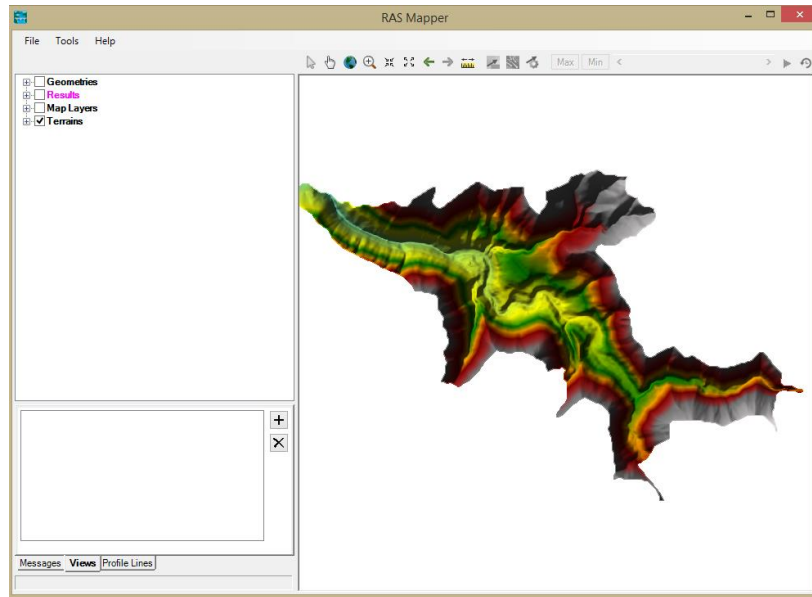 RAS Mapper
File Tools Help
Max Min
Geometries
Results
Map Layers
Terrains
Messages Views Profile Lines